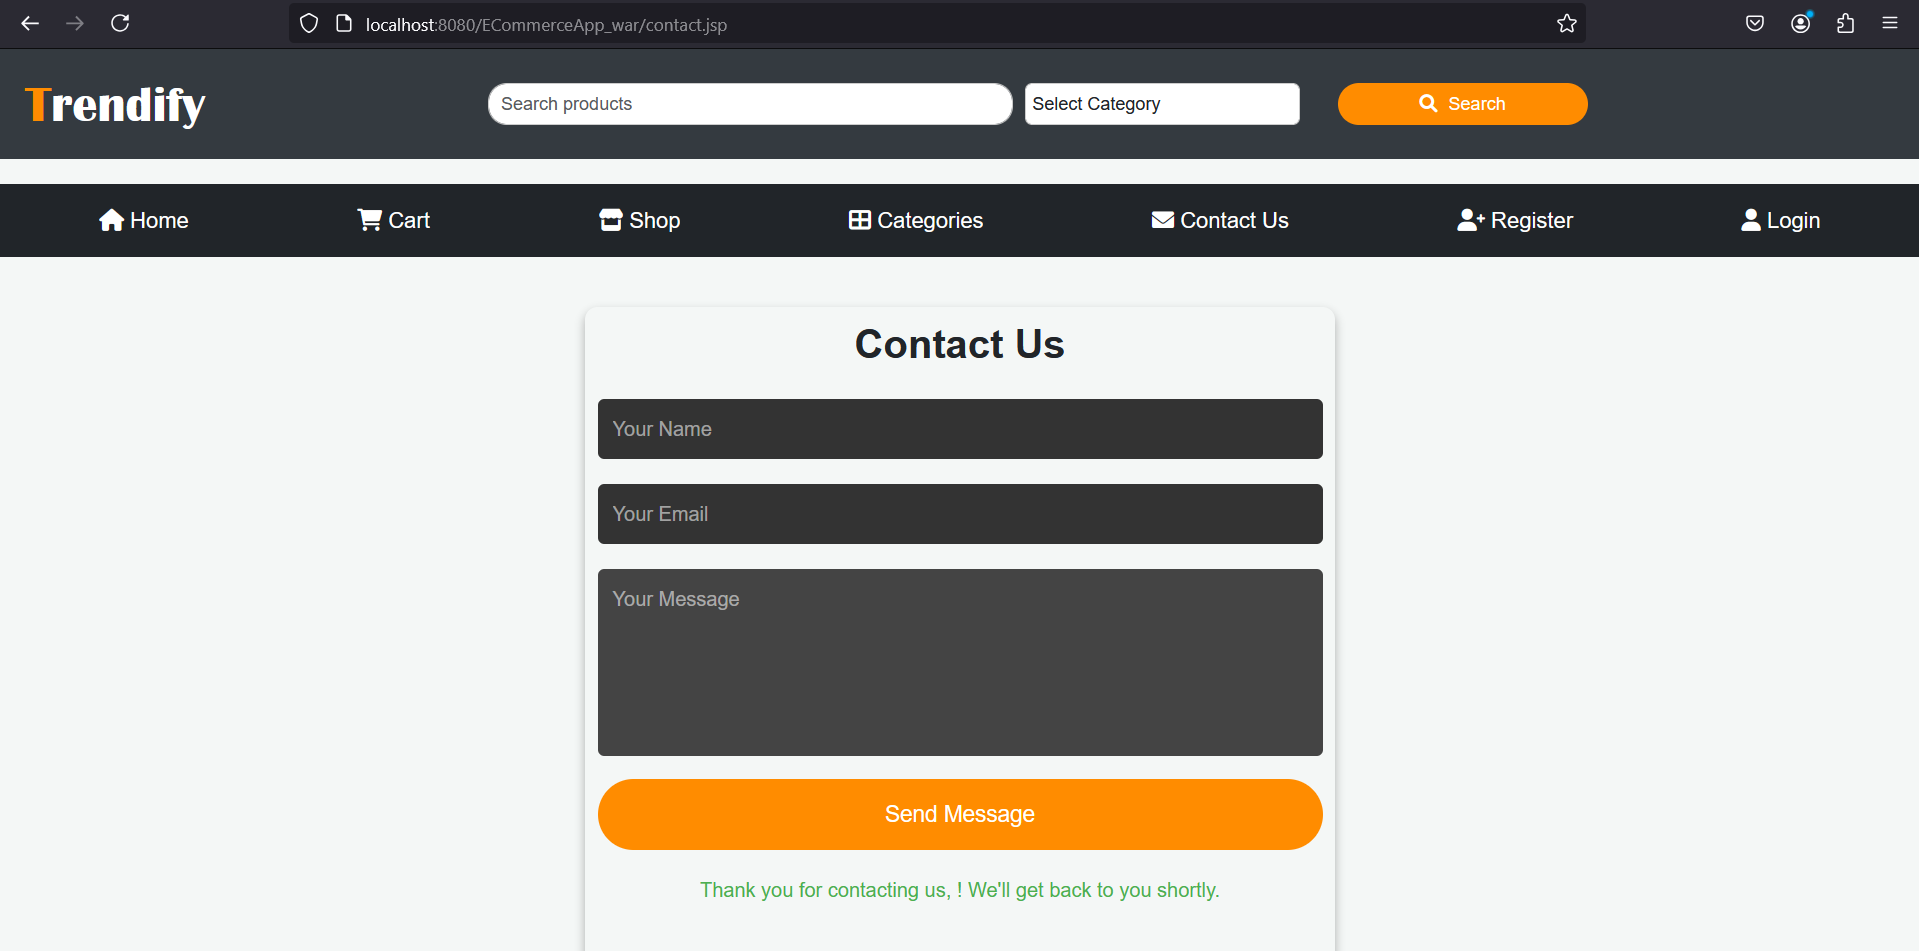 localhost:8080/ECommerceApp_war/contact.jsp
Trendify
Search products
Select Category
Search
Home
Cart
Shop
Categories
Contact Us
Register
Login
Contact Us
Your Name
Your Email
Your Message
Send Message
Thank you for contacting us, ! We'll get back to you shortly.